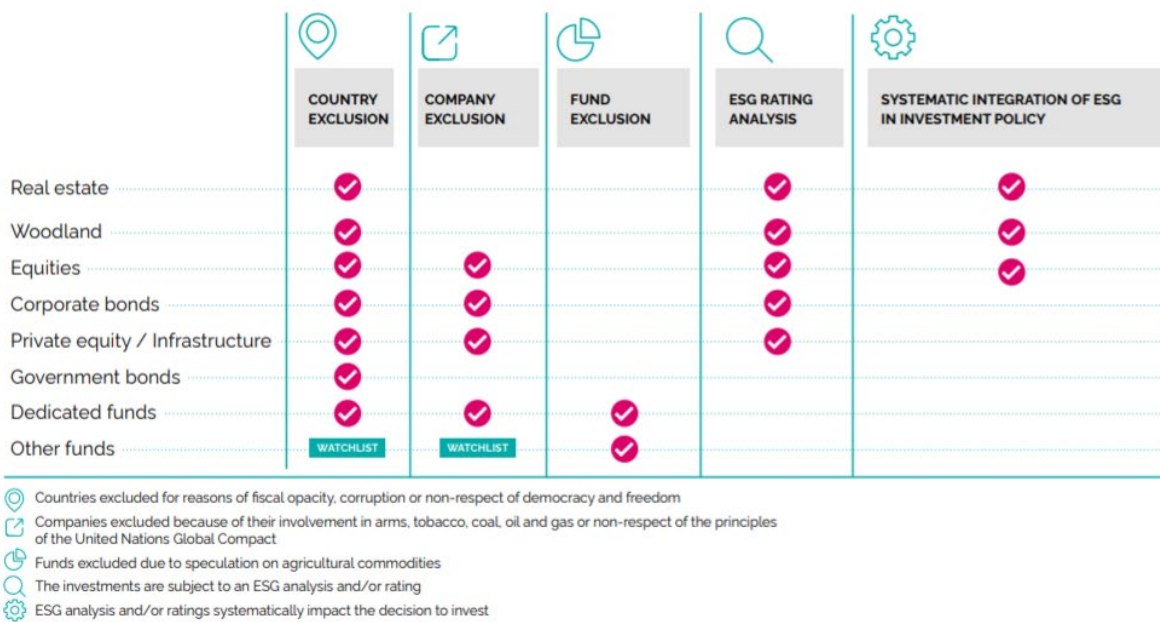 COUNTRY EXCLUSION
COMPANY EXCLUSION
FUND EXCLUSION
ESG RATING ANALYSIS
SYSTEMATIC INTEGRATION OF ESG IN INVESTMENT POLICY
Real estate
Woodland
Equities
Corporate bonds
Private equity / Infrastructure
Government bonds
Dedicated funds
Other funds WATCHLIST WATCHLIST
Countries excluded for reasons of fiscal opacity, corruption or non-respect of democracy and freedom
Companies excluded because of their involvement in arms, tobacco, coal, oil and gas or non-respect of the principles
of the United Nations Global Compact
Funds excluded due to speculation on agricultural commodities
The investments are subject to an ESG analysis and/or rating
ESG analysis and/or ratings systematically impact the decision to invest